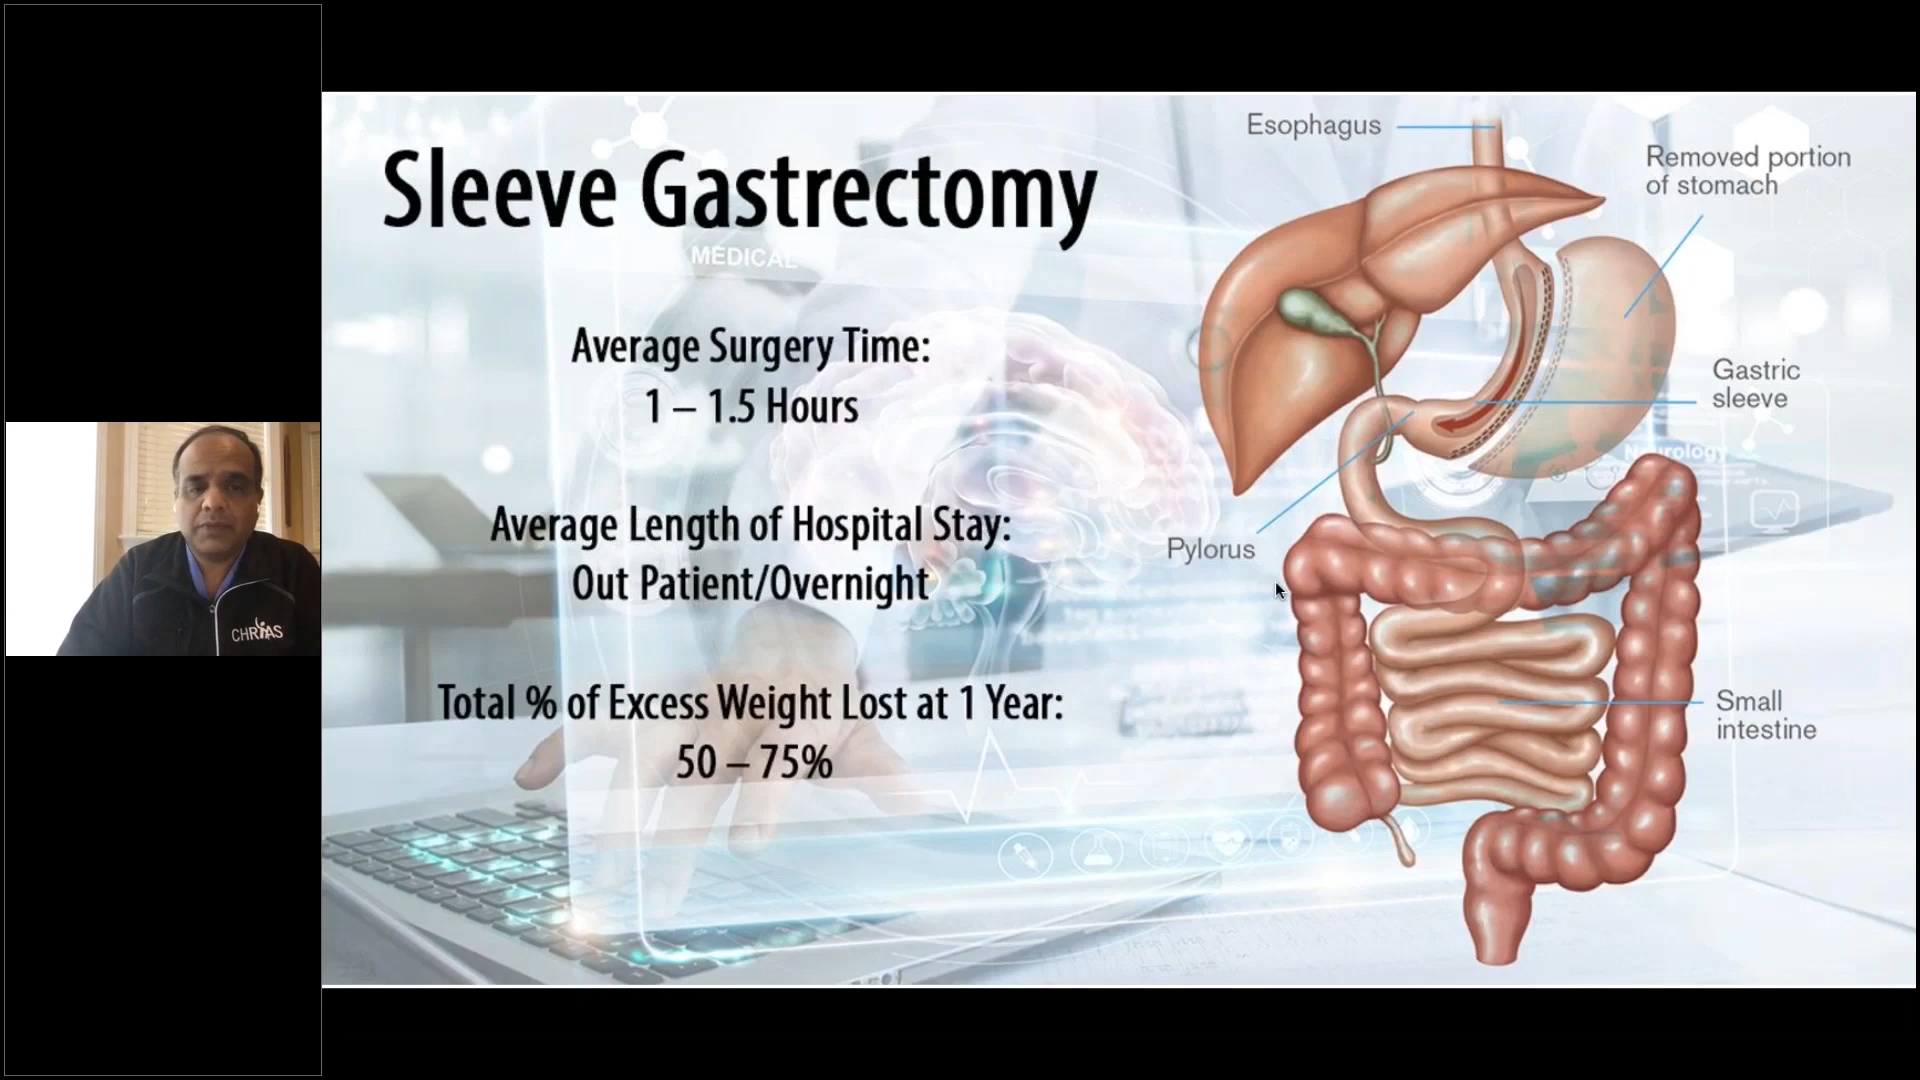 Sleeve Gastrectomy
MEDICAL
Average Surgery Time:
1 – 1.5 Hours
Average Length of Hospital Stay:
Out Patient/Overnight
Total % of Excess Weight Lost at 1 Year:
50 – 75%
Esophagus
Removed portion
of stomach
Gastric
sleeve
Neurology
Pylorus
Small
intestine